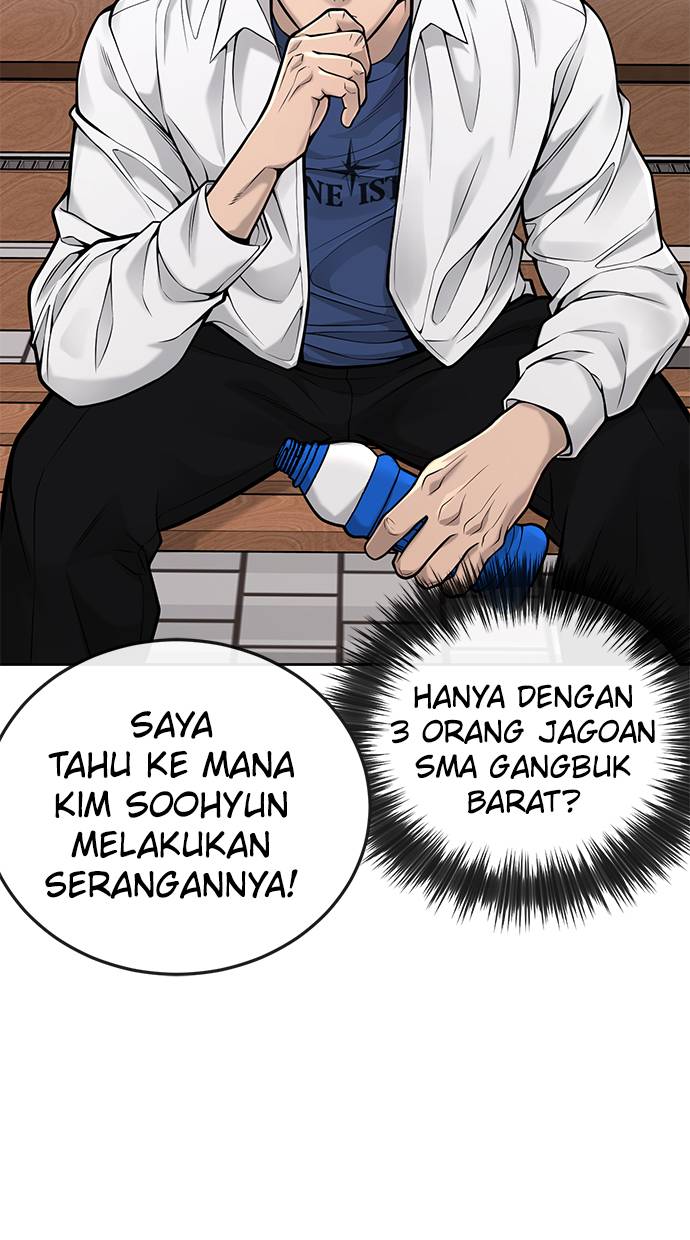 NE IST
SAYA
TAHU KE MANA
KIM SOOHYUN
MELAKUKAN
SERANGANNYA!
HANYA DENGAN
3 ORANG JAGOAN
SMA GANGBUK
BARAT?